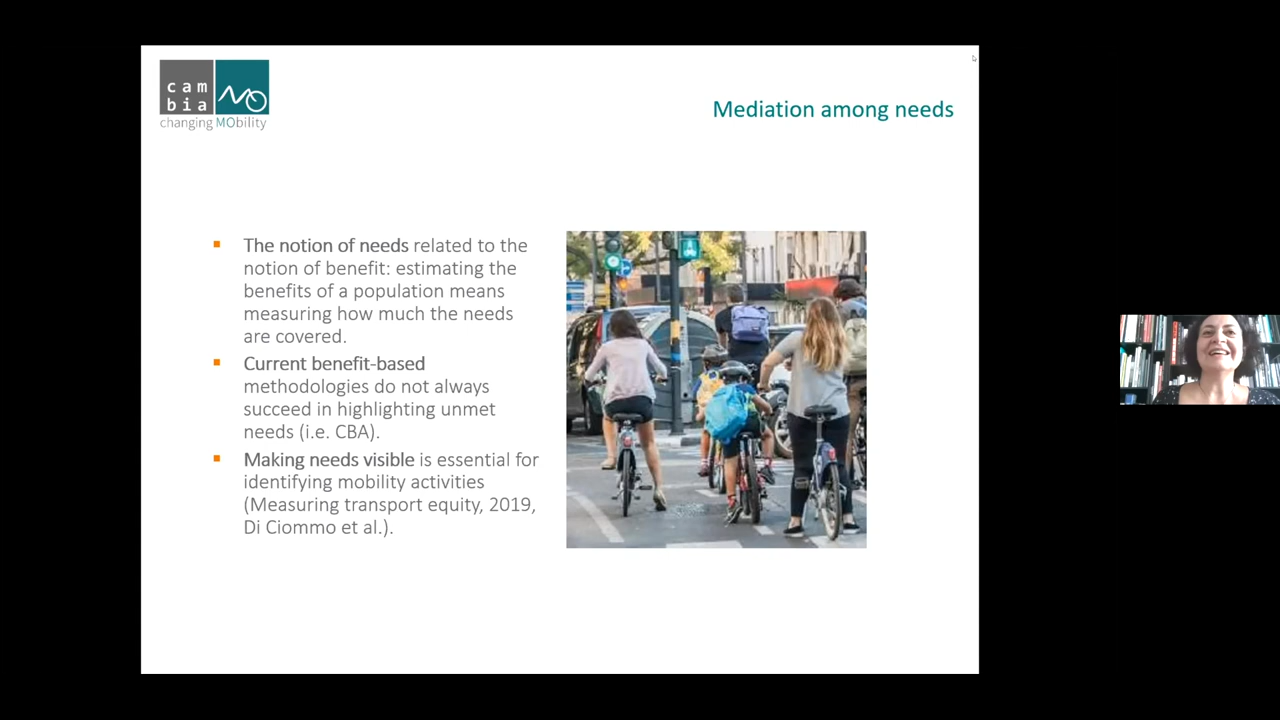 cam
bia
MO
changing MObility
Mediation among needs
The notion of needs related to the
notion of benefit: estimating the
benefits of a population means
measuring how much the needs
are covered.
Current benefit-based
methodologies do not always
succeed in highlighting unmet
needs (i.e. CBA).
Making needs visible is essential for
identifying mobility activities
(Measuring transport equity, 2019,
Di Ciommo et al.).